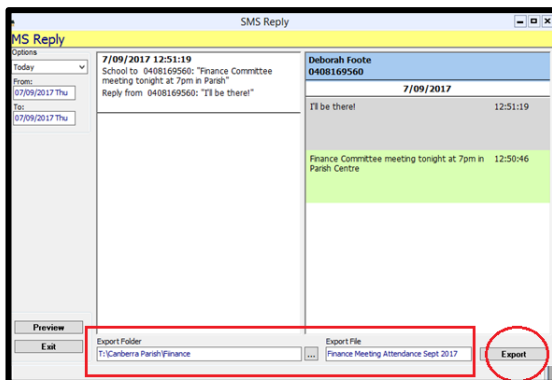 SMS Reply
MS Reply
Options
Today
From:
07/09/2017 Thu
To:
07/09/2017 Thu
Preview
Exit
7/09/2017 12:51:19
School to 0408169560: "Finance Committee
meeting tonight at 7pm in Parish"
Reply from 0408169560: "I'll be there!"
Deborah Foote
0408169560
7/09/2017
I'll be there! 12:51:19
Finance Committee meeting tonight at 7pm in 12:50:46
Parish Centre
Export Folder
T:\Canberra Parish\Fiinance
...
Export File
Finance Meeting Attendance Sept 2017
Export